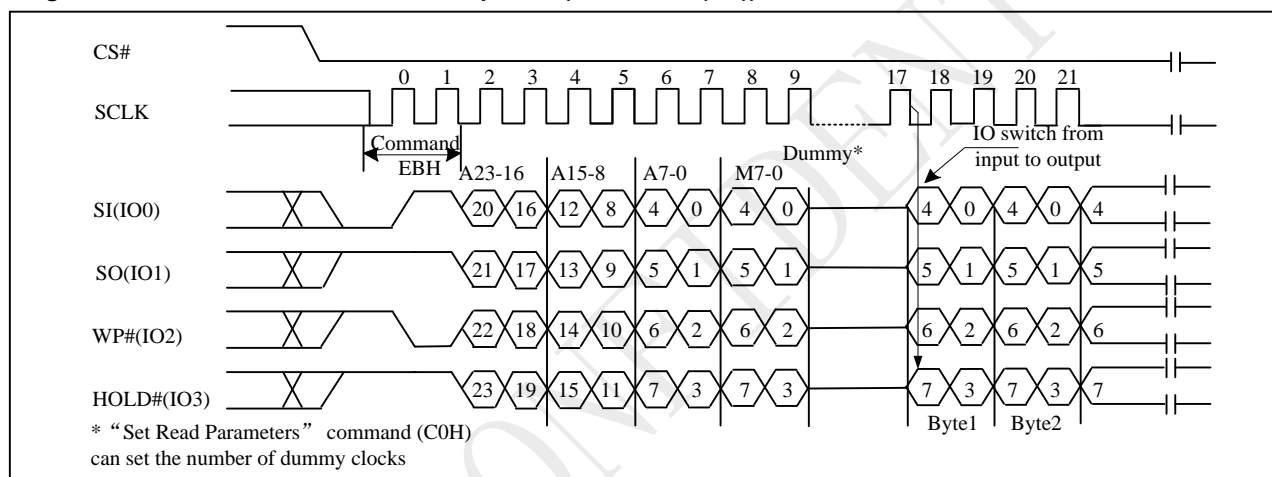 CS#
0 1 2 3 4 5 6 7 8 9 17 18 19 20 21
SCLK
Command
EBH
IO switch from
input to output
Dummy*
A23-16 A15-8 A7-0 M7-0
SI(IO0) 20 16 12 8 4 0 4 0 4 0 4 0 4
SO(IO1) 21 17 13 9 5 1 5 1 5 1 5 1 5
WP#(IO2) 22 18 14 10 6 2 6 2 6 2 6 2 6
HOLD#(IO3) 23 19 15 11 7 3 7 3 7 3 7 3 7
Byte1 Byte2
* “Set Read Parameters” command (C0H)
can set the number of dummy clocks